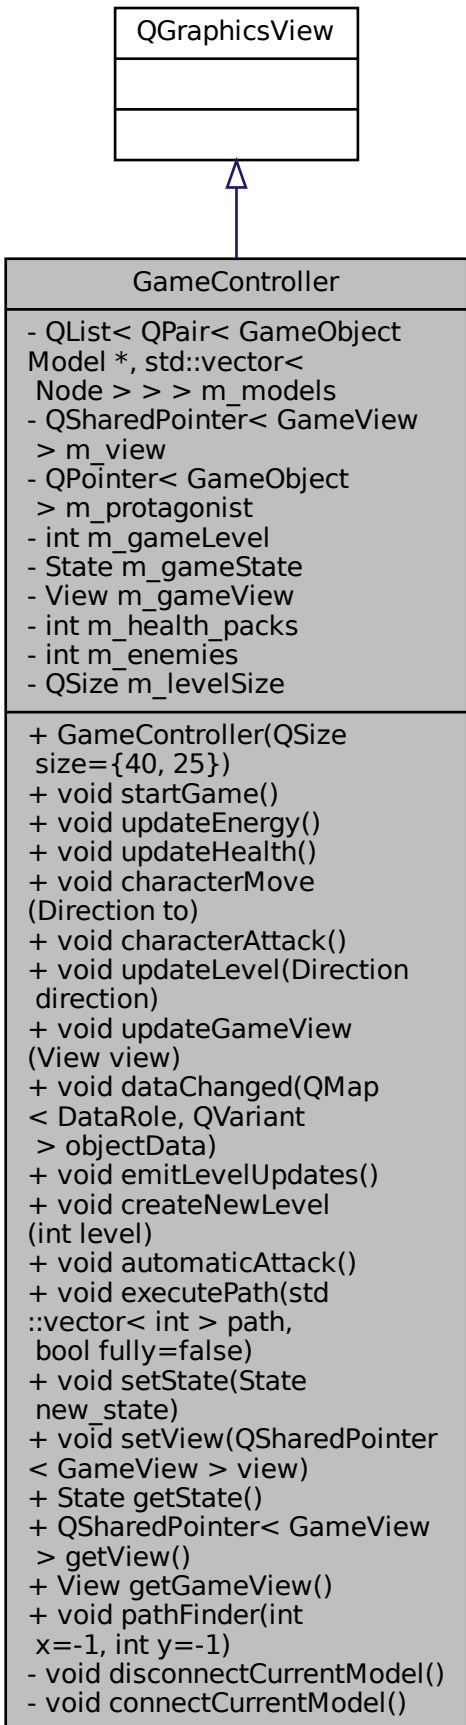 QGraphicsView
GameController
- QList< QPair< GameObject
Model *, std::vector<
Node > > > m_models
- QSharedPointer< GameView
> m_view
- QPointer< GameObject
> m_protagonist
- int m_gameLevel
- State m_gameState
- View m_gameView
- int m_health_packs
- int m_enemies
- QSize m_levelSize
+ GameController(QSize
size={40, 25})
+ void startGame()
+ void updateEnergy()
+ void updateHealth()
+ void characterMove
(Direction to)
+ void characterAttack()
+ void updateLevel(Direction
direction)
+ void updateGameView
(View view)
+ void dataChanged(QMap
< DataRole, QVariant
> objectData)
+ void emitLevelUpdates()
+ void createNewLevel
(int level)
+ void automaticAttack()
+ void executePath(std
::vector< int > path,
bool fully=false)
+ void setState(State
new_state)
+ void setView(QSharedPointer
< GameView > view)
+ State getState()
+ QSharedPointer< GameView
> getView()
+ View getGameView()
+ void pathFinder(int
x=-1, int y=-1)
- void disconnectCurrentModel()
- void connectCurrentModel()